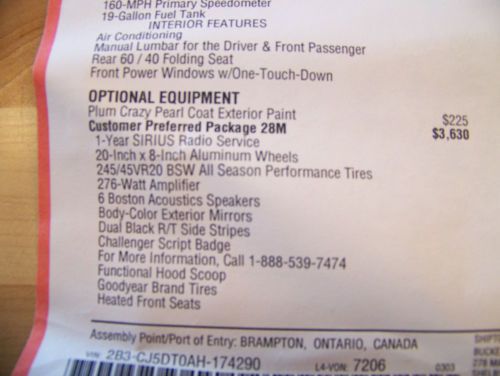 160-MPH Primary Speedometer
19-Gallon Fuel Tank
INTERIOR FEATURES
Air Conditioning
Manual Lumbar for the Driver & Front Passenger
Rear 60 / 40 Folding Seat
Front Power Windows w/One-Touch-Down
OPTIONAL EQUIPMENT
Plum Crazy Pearl Coat Exterior Paint $225
Customer Preferred Package 28M $3,630
1-Year SIRIUS Radio Service
20-Inch x 8-Inch Aluminum Wheels
245/45VR20 BSW All Season Performance Tires
276-Watt Amplifier
6 Boston Acoustics Speakers
Body-Color Exterior Mirrors
Dual Black R/T Side Stripes
Challenger Script Badge
For More Information, Call 1-888-539-7474
Functional Hood Scoop
Goodyear Brand Tires
Heated Front Seats
Assembly Point/Port of Entry: BRAMPTON, ONTARIO, CANADA
VIN: 2B3-CJ5DT0AH-174290 L4-VON: 7206 0303